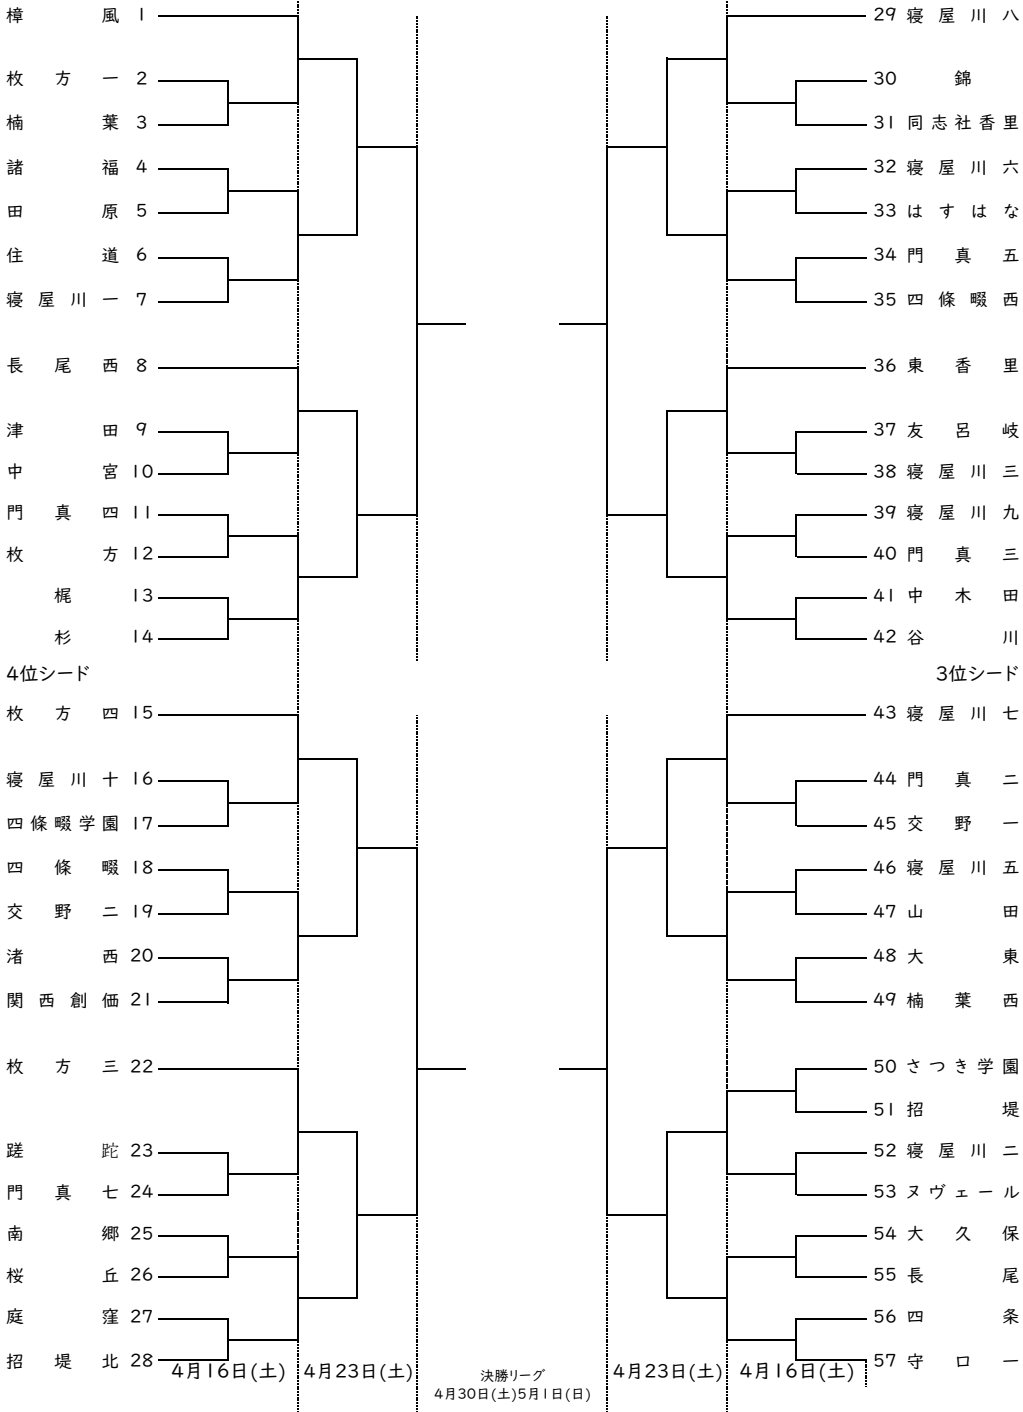 樟風 1
枚方一 2
楠葉 3
諸福 4
田原 5
住道 6
寝屋川一 7
長尾西 8
津田 9
中宮 10
門真四 11
枚方 12
梶 13
杉 14
4位シード
枚方四 15
寝屋川十 16
四條畷学園 17
四條畷 18
交野二 19
渚西 20
関西創価 21
枚方三 22
蹉跎 23
門真七 24
南郷 25
桜丘 26
庭窪 27
招堤北 28
29 寝屋川八
30 錦
31 同志社香里
32 寝屋川六
33 はすはな
34 門真五
35 四條畷西
36 東香里
37 友呂岐
38 寝屋川三
39 寝屋川九
40 門真三
41 中木田
42 谷川
3位シード
43 寝屋川七
44 門真二
45 交野一
46 寝屋川五
47 山田
48 大東
49 楠葉西
50 さつき学園
51 招堤
52 寝屋川二
53 ヌヴェール
54 大久保
55 長尾
56 四条
57 守口一
4月16日(土)
4月23日(土)
決勝リーグ
4月30日(土)5月1日(日)
4月23日(土)
4月16日(土)